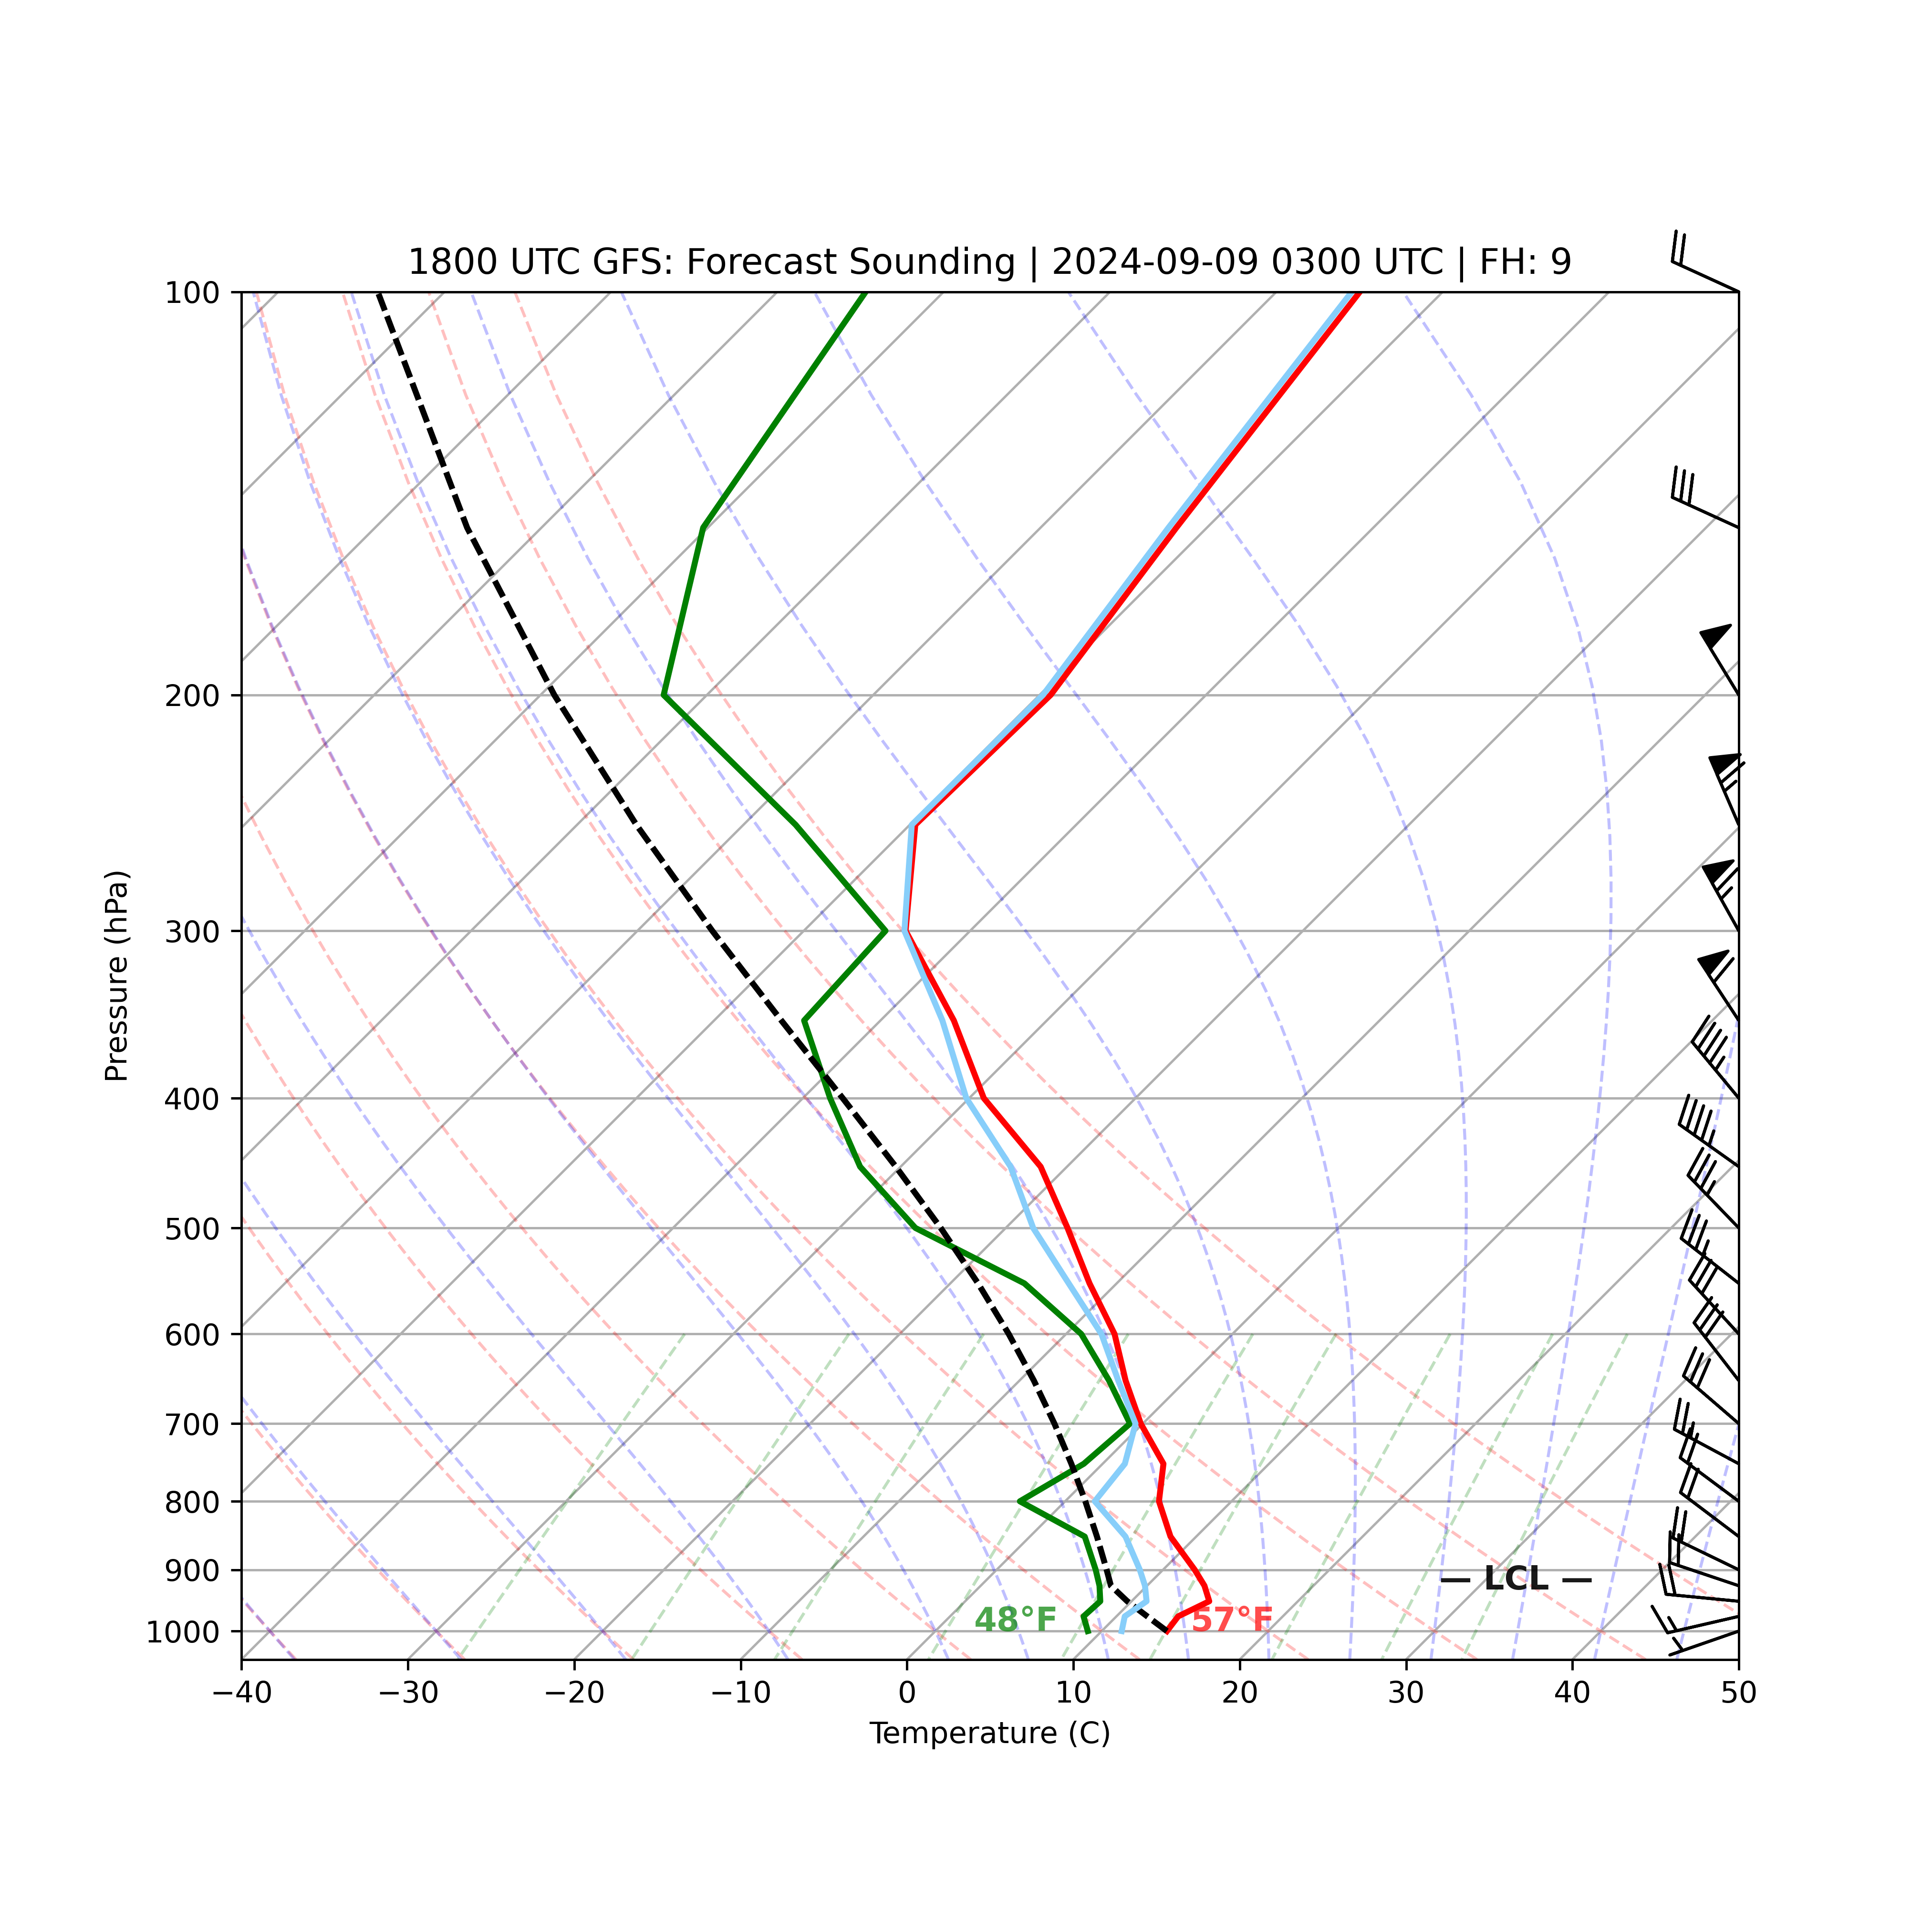 1800 UTC GFS: Forecast Sounding | 2024-09-09 0300 UTC | FH: 9
100
200
300
400
500
600
700
800
900
1000
Pressure (hPa)
— LCL —
48°F
57°F
−40 −30 −20 −10 0 10 20 30 40 50
Temperature (C)